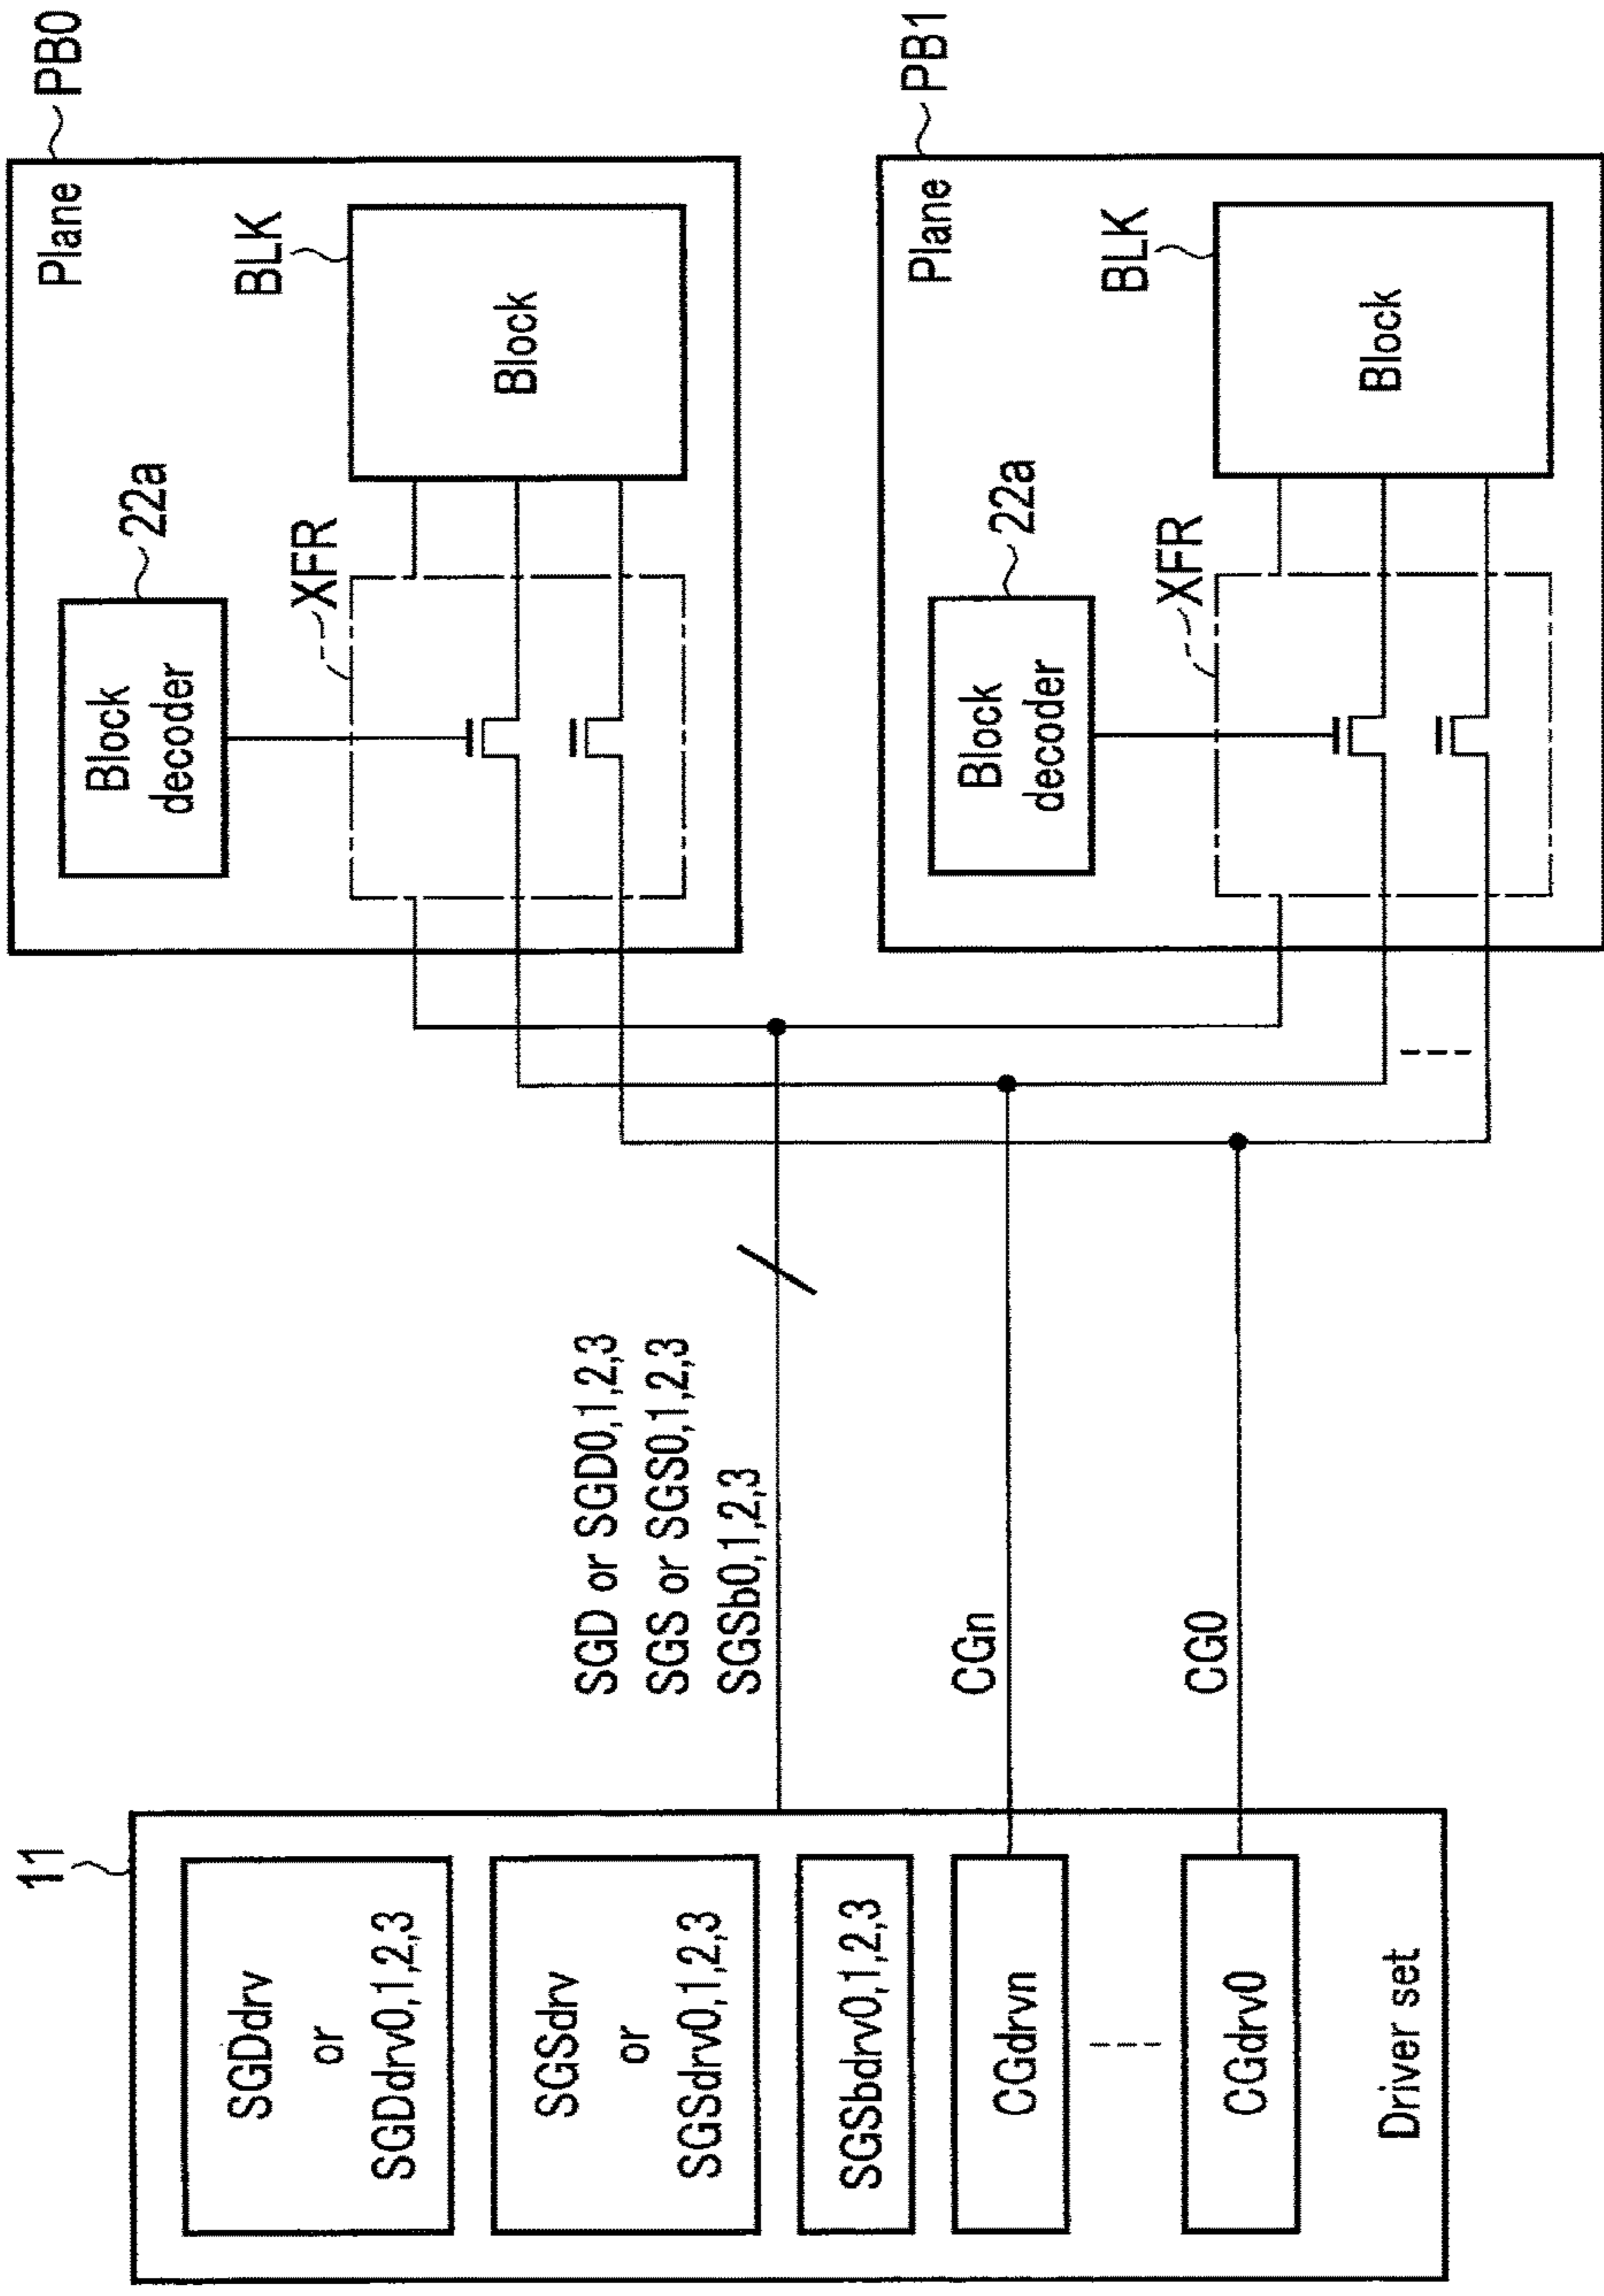 11
SGDdrv
or
SGDdrv0,1,2,3
SGSdrv
or
SGSdrv0,1,2,3
SGSbdrv0,1,2,3
CGdrvn
CGdrv0
Driver set
SGD or SGD0,1,2,3
SGS or SGS0,1,2,3
SGSb0,1,2,3
CGn
CG0
PB0
Plane
22a
Block
decoder
XFR
BLK
Block
PB1
Plane
22a
Block
decoder
XFR
BLK
Block